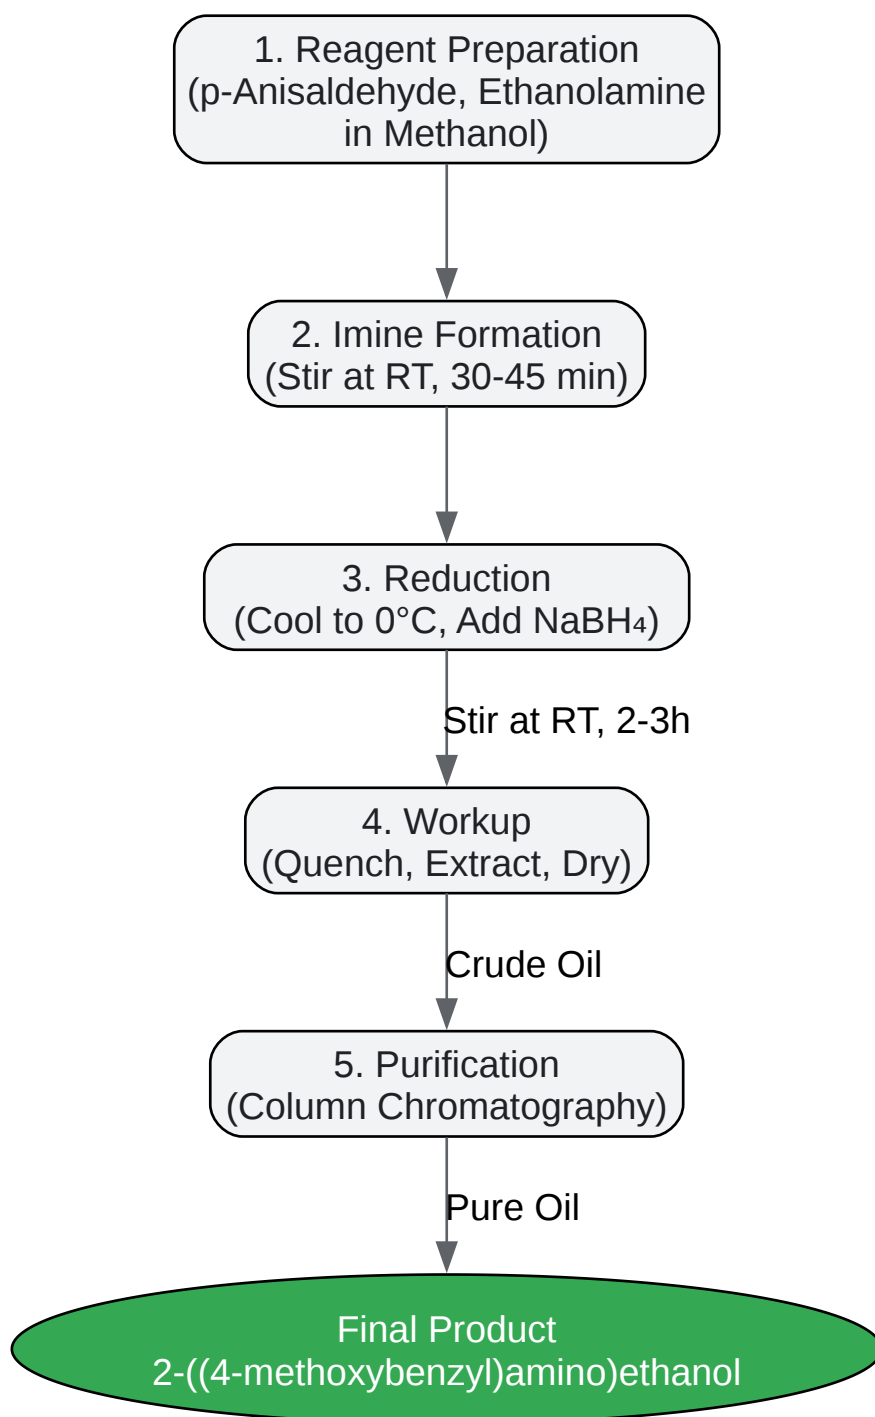 1. Reagent Preparation
(p-Anisaldehyde, Ethanolamine
in Methanol)
2. Imine Formation
(Stir at RT, 30-45 min)
3. Reduction
(Cool to 0°C, Add NaBH₄)
Stir at RT, 2-3h
4. Workup
(Quench, Extract, Dry)
Crude Oil
5. Purification
(Column Chromatography)
Pure Oil
Final Product
2-((4-methoxybenzyl)amino)ethanol